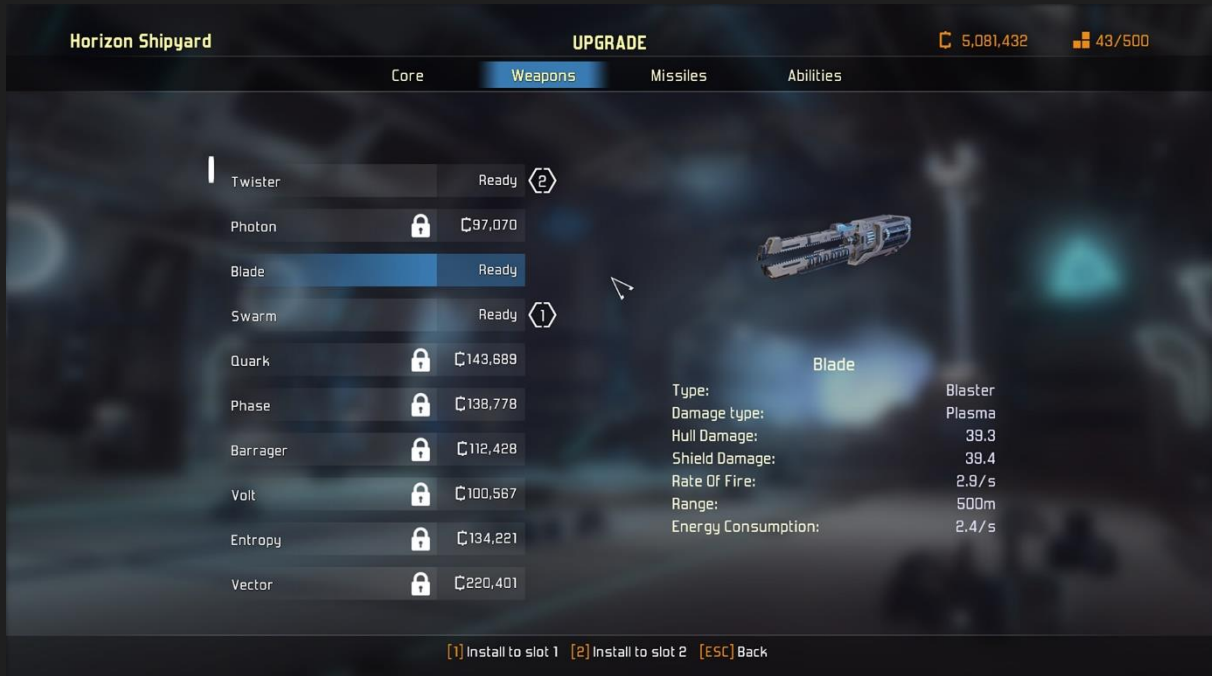 Horizon Shipyard
UPGRADE
5,081,432
43/500
Core Weapons Missiles Abilities
Twister Ready 2
Photon 97,070
Blade Ready
Swarm Ready 1
Quark 143,689
Phase 138,778
Barrager 112,428
Volt 100,567
Entropy 134,221
Vector 220,401
Blade
Type: Blaster
Damage type: Plasma
Hull Damage: 39.3
Shield Damage: 39.4
Rate Of Fire: 2.9/s
Range: 500m
Energy Consumption: 2.4/s
[1] Install to slot 1 [2] Install to slot 2 [ESC] Back